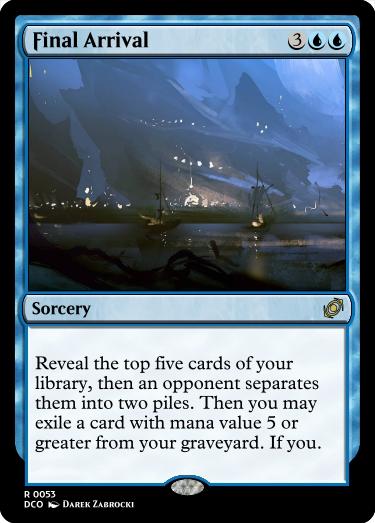 Final Arrival 3
Sorcery
Reveal the top five cards of your
library, then an opponent separates
them into two piles. Then you may
exile a card with mana value 5 or
greater from your graveyard. If you.
R 0053
DCO Darek Zabrocki